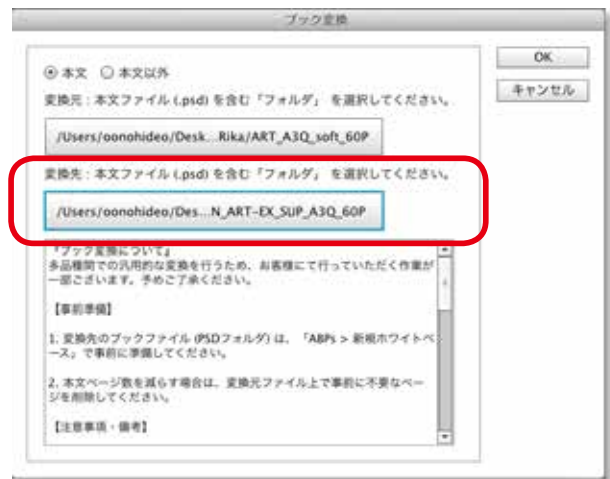 ブック変換
本文 本文以外
OK
キャンセル
変換元：本文ファイル (.psd) を含む「フォルダ」 を選択してください。
/Users/oonohideo/Desk...Rika/ART_A3Q_soft_60P
変換先：本文ファイル (.psd) を含む「フォルダ」 を選択してください。
/Users/oonohideo/Des...N_ART-EX_SUP_A3Q_60P
『ブック変換について』
多品種間での汎用的な変換を行うため、お客様にて行っていただく作業が
一部ございます。予めご了承ください。
【事前準備】
1. 変換先のブックファイル (PSDフォルダ) は、「ABPs > 新規ホワイトベ
ース」で事前に準備してください。
2. 本文ページ数を減らす場合は、変換元ファイル上で事前に不要なペー
ジを削除してください。
【注意事項・備考】